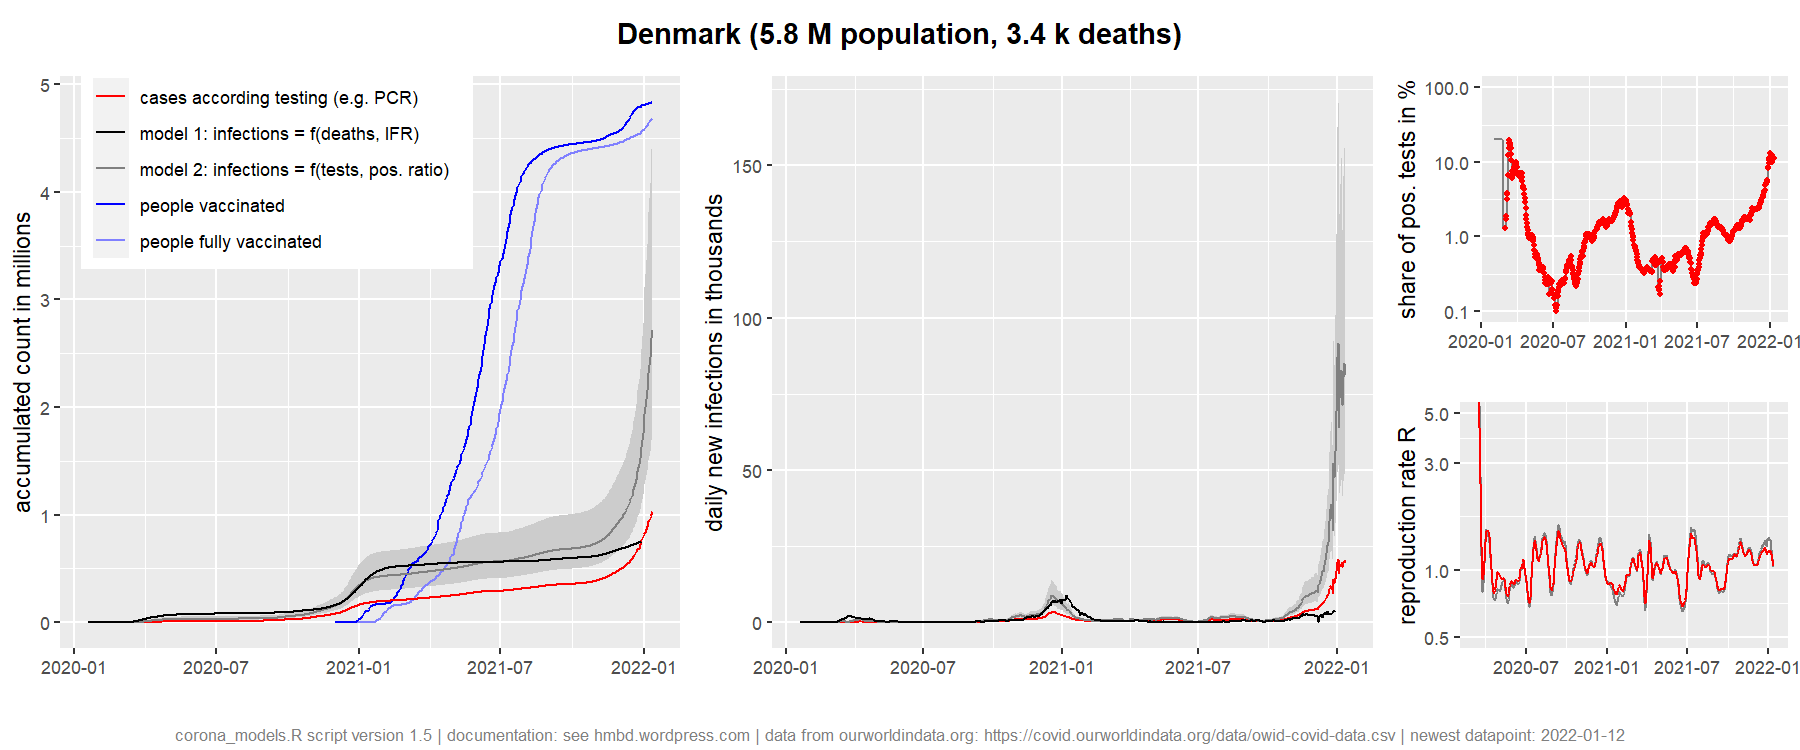 Denmark (5.8 M population, 3.4 k deaths)
accumulated count in millions
5
4
3
2
1
0
2020-01 2020-07 2021-01 2021-07 2022-01
cases according testing (e.g. PCR)
model 1: infections = f(deaths, IFR)
model 2: infections = f(tests, pos. ratio)
people vaccinated
people fully vaccinated
daily new infections in thousands
150
100
50
0
2020-01 2020-07 2021-01 2021-07 2022-01
share of pos. tests in %
100.0
10.0
1.0
0.1
2020-01 2020-07 2021-01 2021-07 2022-01
reproduction rate R
5.0
3.0
1.0
0.5
2020-07 2021-01 2021-07 2022-01
corona_models.R script version 1.5 | documentation: see hmbd.wordpress.com | data from ourworldindata.org: https://covid.ourworldindata.org/data/owid-covid-data.csv | newest datapoint: 2022-01-12